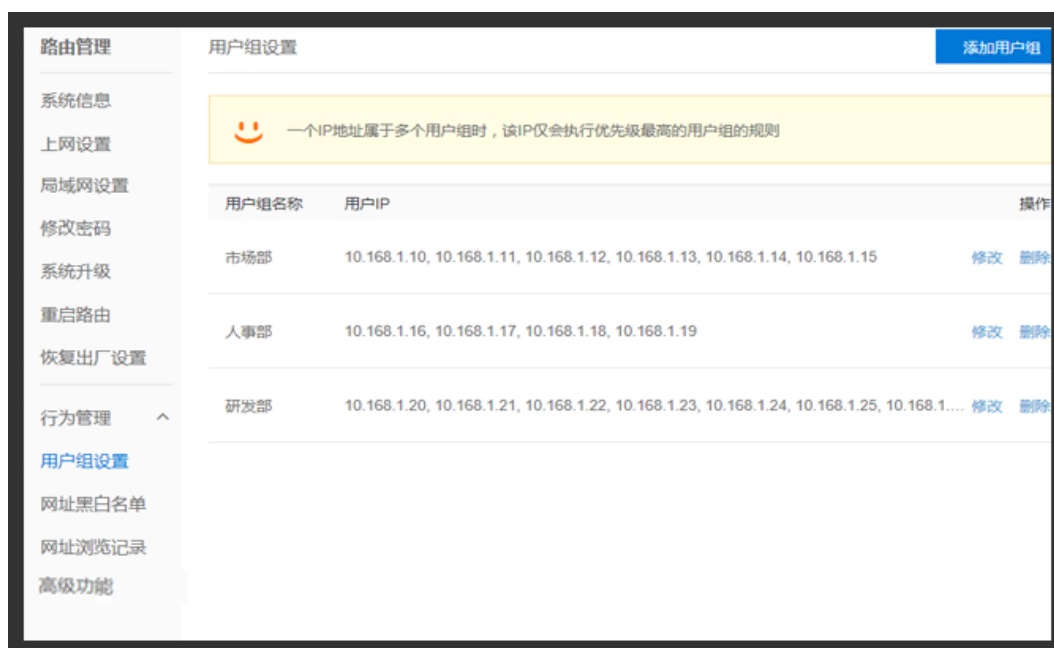 路由管理
系统信息
上网设置
局域网设置
修改密码
系统升级
重启路由
恢复出厂设置
行为管理
用户组设置
网址黑白名单
网址浏览记录
高级功能
用户组设置
添加用户组
一个IP地址属于多个用户组时，该IP仅会执行优先级最高的用户组的规则
用户组名称 用户IP 操作
市场部 10.168.1.10, 10.168.1.11, 10.168.1.12, 10.168.1.13, 10.168.1.14, 10.168.1.15 修改 删除
人事部 10.168.1.16, 10.168.1.17, 10.168.1.18, 10.168.1.19 修改 删除
研发部 10.168.1.20, 10.168.1.21, 10.168.1.22, 10.168.1.23, 10.168.1.24, 10.168.1.25, 10.168.1.... 修改 删除